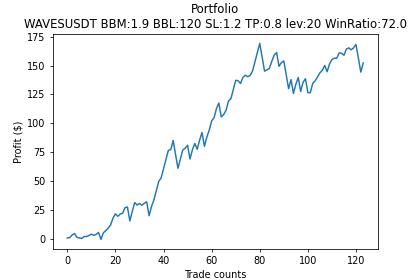 Portfolio
WAVESUSDT BBM:1.9 BBL:120 SL:1.2 TP:0.8 lev:20 WinRatio:72.0
175
150
125
100
75
50
25
0
Profit ($)
0 20 40 60 80 100 120
Trade counts